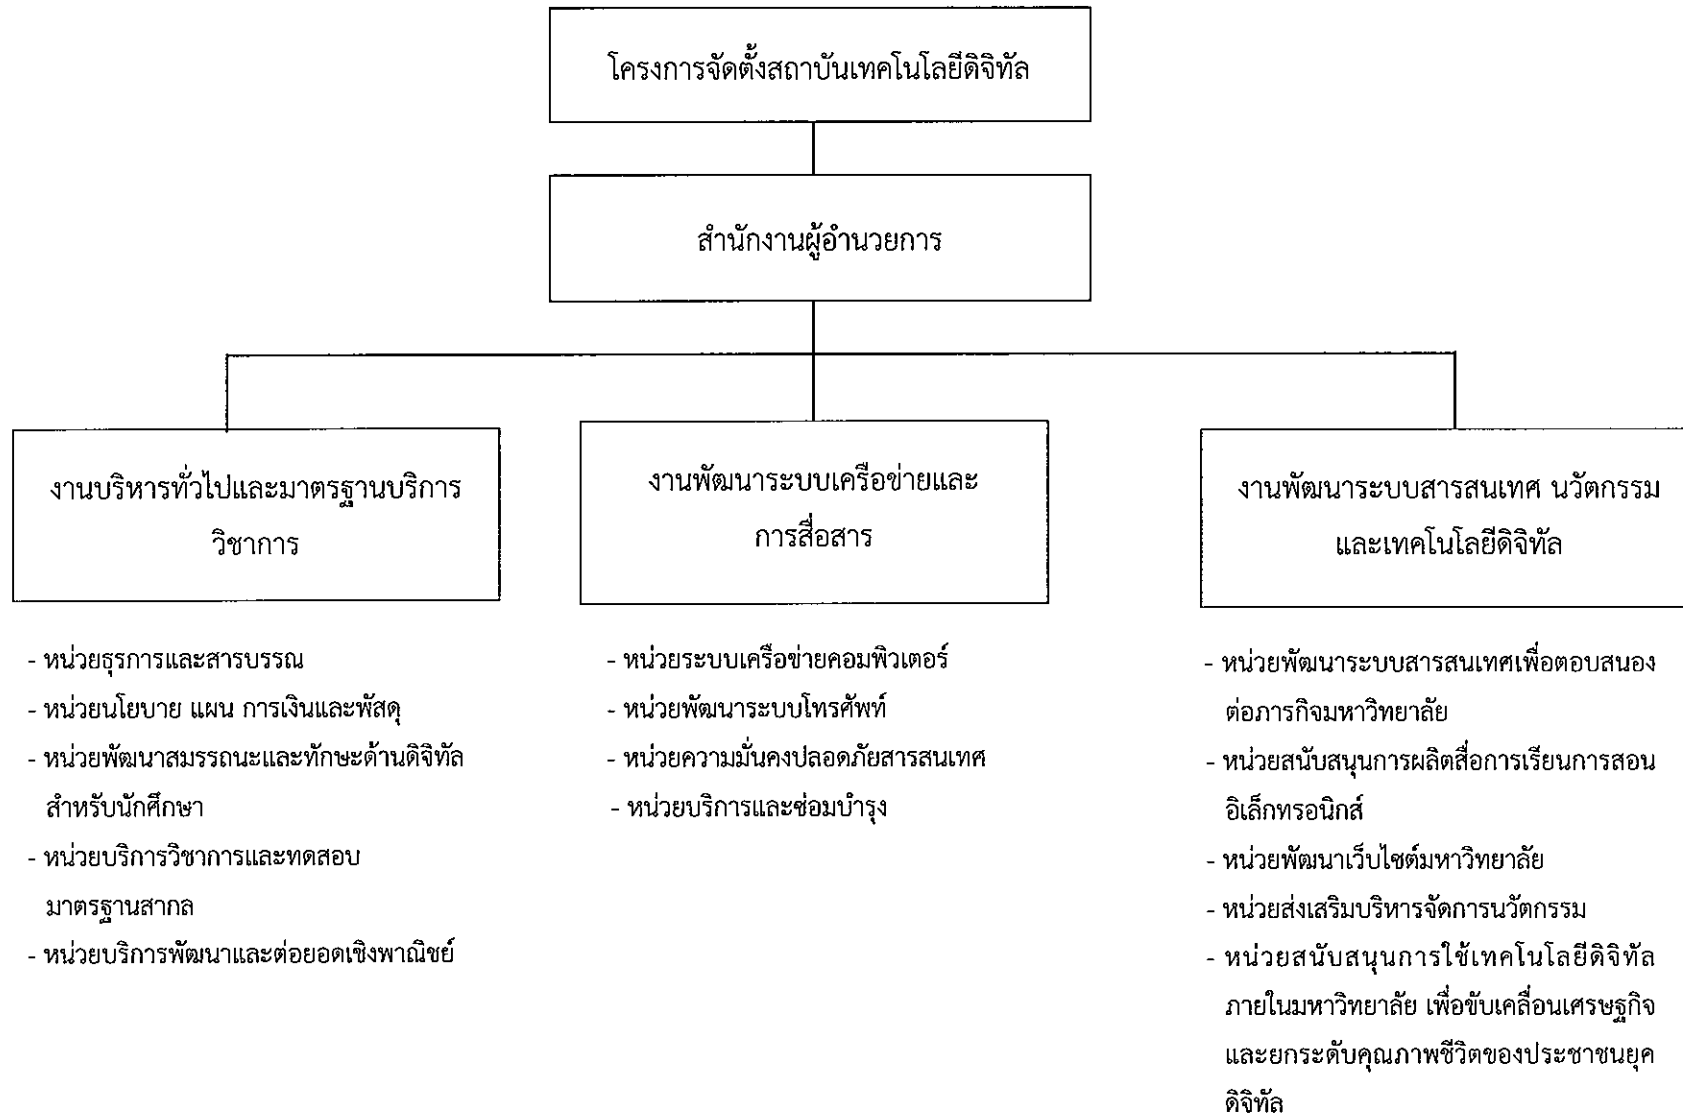 โครงการจัดตั้งสถาบันเทคโนโลยีดิจิทัล
สำนักงานผู้อำนวยการ
งานบริหารทั่วไปและมาตรฐานบริการ
วิชาการ
- หน่วยธุรการและสารบรรณ
- หน่วยนโยบาย แผน การเงินและพัสดุ
- หน่วยพัฒนาสมรรถนะและทักษะด้านดิจิทัล
สำหรับนักศึกษา
- หน่วยบริการวิชาการและทดสอบ
มาตรฐานสากล
- หน่วยบริการพัฒนาและต่อยอดเชิงพาณิชย์
งานพัฒนาระบบเครือข่ายและ
การสื่อสาร
- หน่วยระบบเครือข่ายคอมพิวเตอร์
- หน่วยพัฒนาระบบโทรศัพท์
- หน่วยความมั่นคงปลอดภัยสารสนเทศ
- หน่วยบริการและซ่อมบำรุง
งานพัฒนาระบบสารสนเทศ นวัตกรรม
และเทคโนโลยีดิจิทัล
- หน่วยพัฒนาระบบสารสนเทศเพื่อตอบสนอง
ต่อภารกิจมหาวิทยาลัย
- หน่วยสนับสนุนการผลิตสื่อการเรียนการสอน
อิเล็กทรอนิกส์
- หน่วยพัฒนาเว็บไซต์มหาวิทยาลัย
- หน่วยส่งเสริมบริหารจัดการนวัตกรรม
- หน่วยสนับสนุนการใช้เทคโนโลยีดิจิทัล
ภายในมหาวิทยาลัย เพื่อขับเคลื่อนเศรษฐกิจ
และยกระดับคุณภาพชีวิตของประชาชนยุค
ดิจิทัล